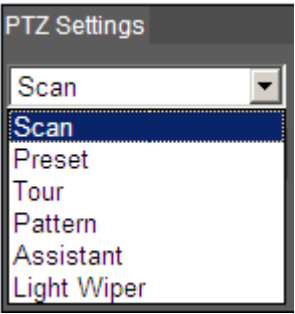 PTZ Settings
Scan
Scan
Preset
Tour
Pattern
Assistant
Light Wiper